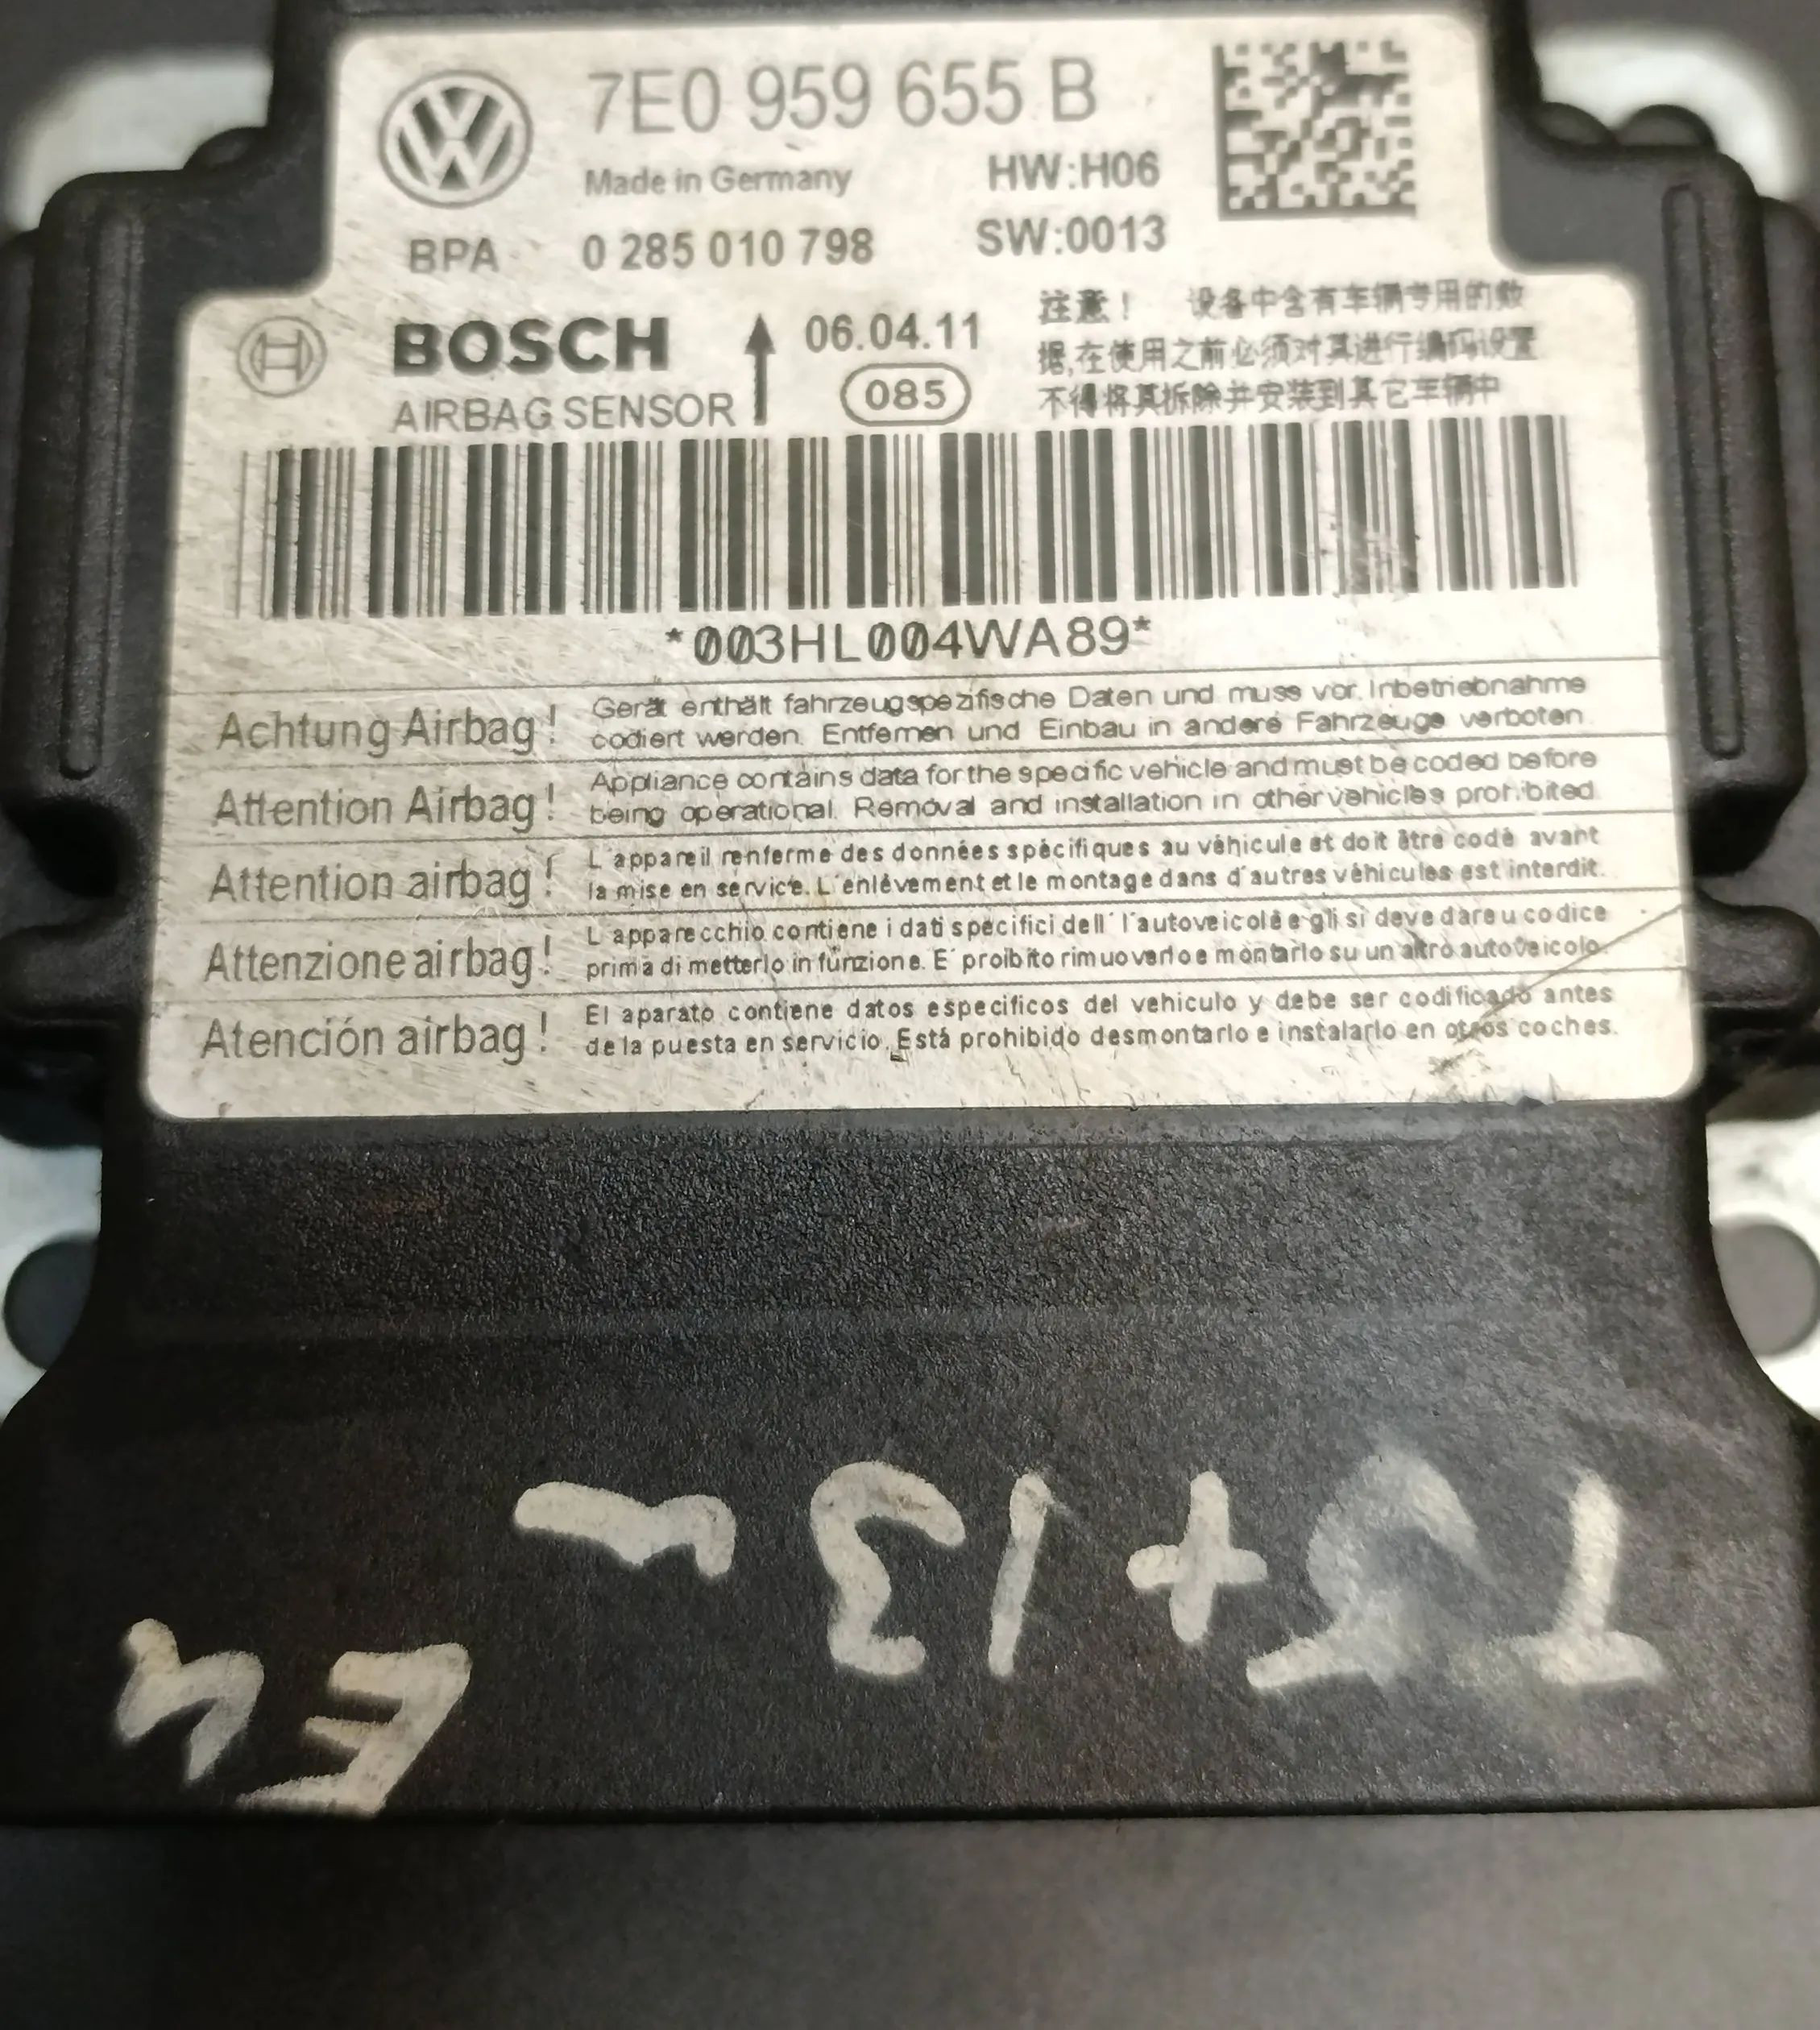 7E0 959 655 B
Made in Germany HW:H06
BPA 0 285 010 798 SW:0013
BOSCH 06.04.11
AIRBAG SENSOR 085
注意！ 设备中含有车辆专用的数
据,在使用之前必须对其进行编码设置
不得将其拆除并安装到其它车辆中
*003HL004WA89*
Achtung Airbag! Gerät enthält fahrzeugspezifische Daten und muss vor Inbetriebnahme
codiert werden. Entfernen und Einbau in andere Fahrzeuge verboten.
Attention Airbag! Appliance contains data for the specific vehicle and must be coded before
being operational. Removal and installation in other vehicles prohibited.
Attention airbag! L'appareil renferme des données spécifiques au véhicule et doit être codé avant
la mise en service. L'enlèvement et le montage dans d'autres véhicules est interdit.
Attenzione airbag! L'apparecchio contiene i dati specifici dell'l'autoveicolo e gli si deve dare u codice
prima di metterlo in funzione. E' proibito rimuoverlo e montarlo su un altro autoveicolo.
Atención airbag! El aparato contiene datos especificos del vehiculo y debe ser codificado antes
de la puesta en servicio. Está prohibido desmontarlo e instalarlo en otros coches.